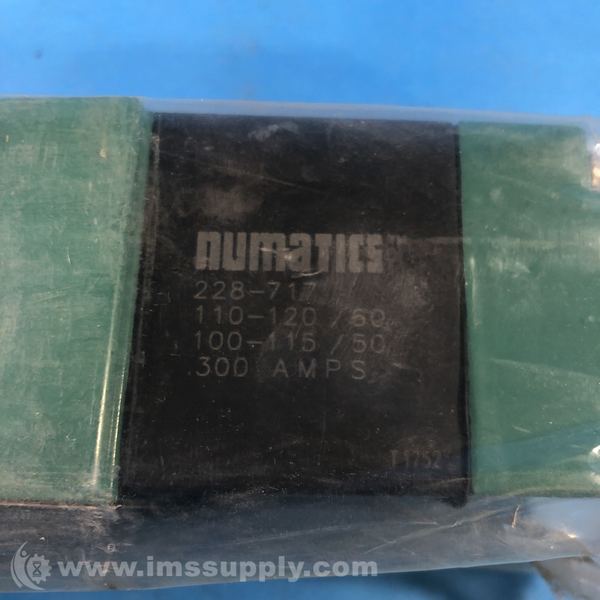 numatics
228-717
110-120 /60
100-115 /50
.300 AMPS
T1752
www.imssupply.com